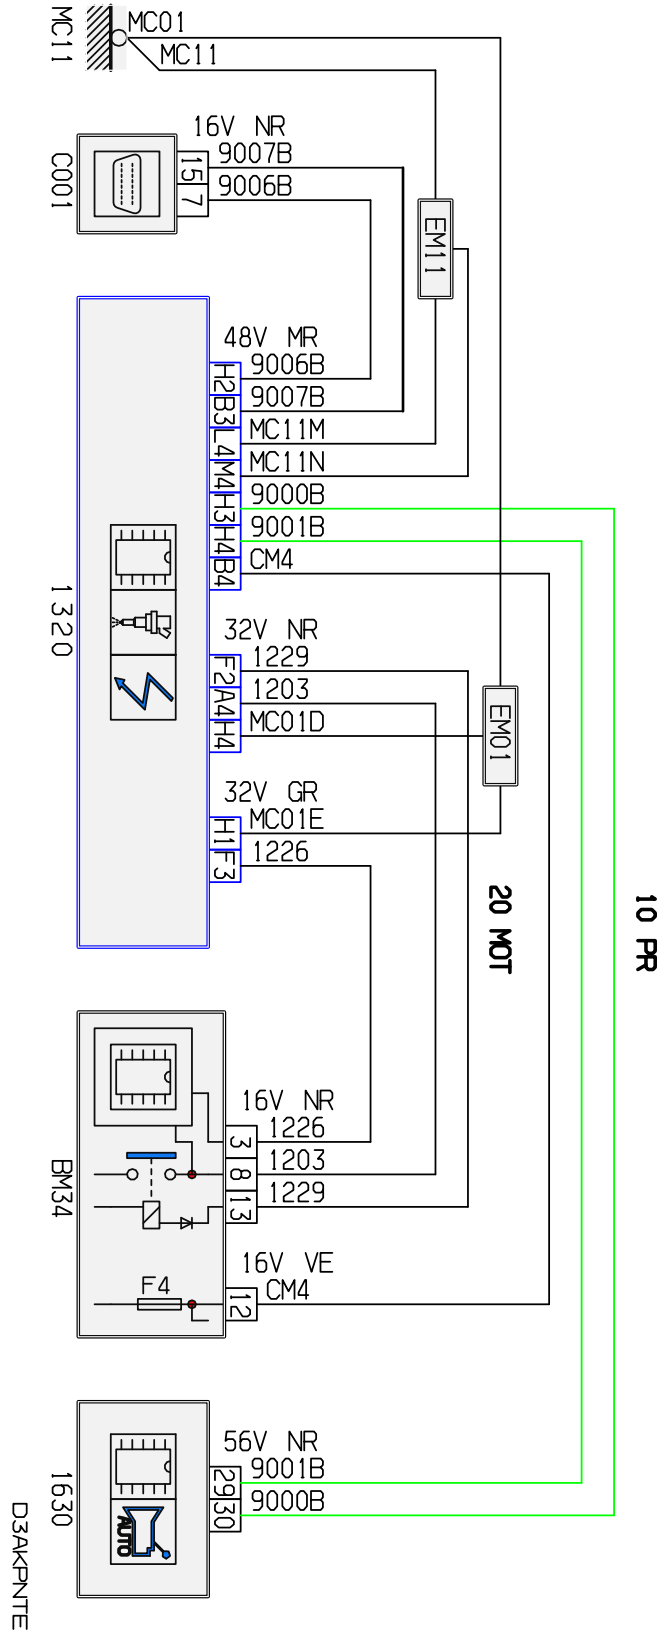 MC01
MC11
MC11
16V NR
9007B
15
9006B
7
C001
EM11
48V MR
9006B
H2
9007B
B3
MC11M
L4
MC11N
M4
9000B
H3
9001B
H4
CM4
B4
1320
32V NR
1229
F2
1203
A4
MC01D
H4
EM01
32V GR
MC01E
H1
1226
F3
20 MOT
10 PR
16V NR
1226
3
1203
8
1229
13
BM34
16V VE
CM4
12
F4
56V NR
9001B
29
9000B
30
AUTO
1630
D3AKPNTE